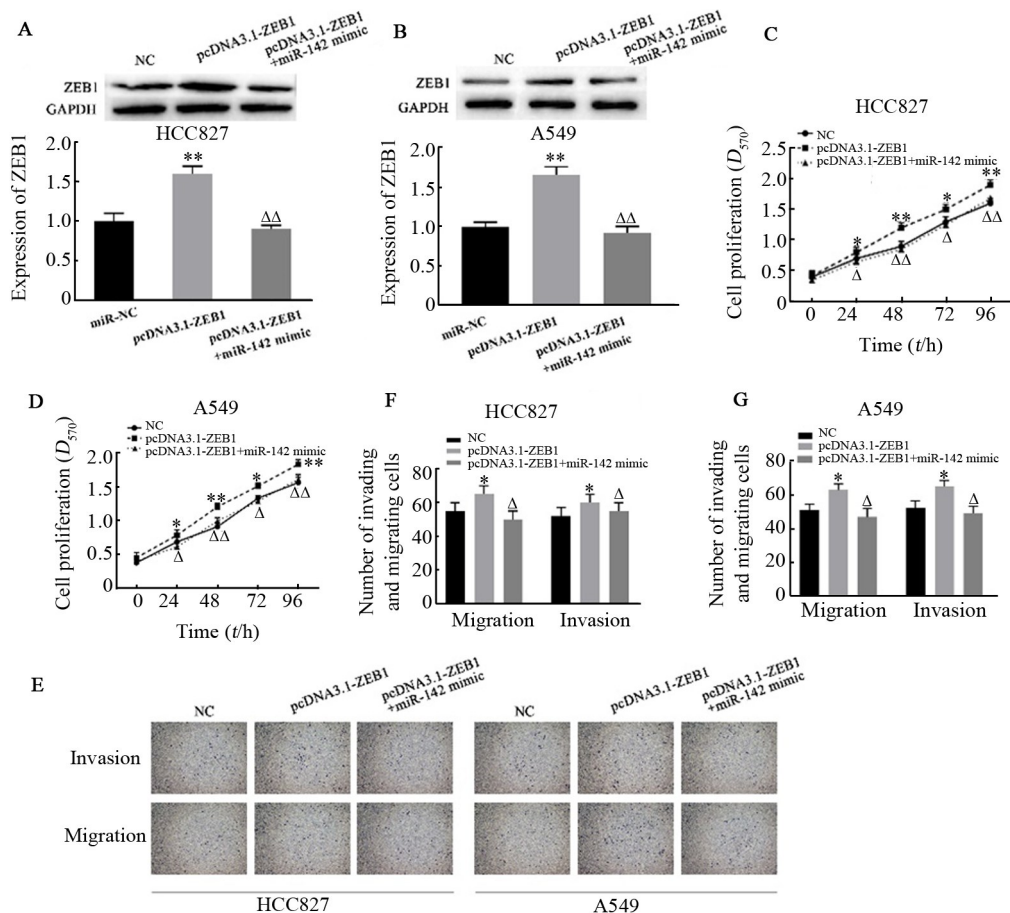 A
NC
pcDNA3.1-ZEB1
pcDNA3.1-ZEB1
+miR-142 mimic
ZEB1
GAPDH
HCC827
Expression of ZEB1
2.0
1.5
1.0
0.5
0
**
ΔΔ
miR-NC
pcDNA3.1-ZEB1
pcDNA3.1-ZEB1
+miR-142 mimic
B
NC
pcDNA3.1-ZEB1
pcDNA3.1-ZEB1
+miR-142 mimic
ZEB1
GAPDH
A549
Expression of ZEB1
2.0
1.5
1.0
0.5
0
**
ΔΔ
miR-NC
pcDNA3.1-ZEB1
pcDNA3.1-ZEB1
+miR-142 mimic
C
HCC827
NC
pcDNA3.1-ZEB1
pcDNA3.1-ZEB1+miR-142 mimic
Cell proliferation (D570)
2.5
2.0
1.5
1.0
0.5
0
* ** * **
Δ ΔΔ Δ ΔΔ
0 24 48 72 96
Time (t/h)
D
A549
NC
pcDNA3.1-ZEB1
pcDNA3.1-ZEB1+miR-142 mimic
Cell proliferation (D570)
2.0
1.5
1.0
0.5
0
* ** * **
Δ ΔΔ Δ ΔΔ
0 24 48 72 96
Time (t/h)
F
HCC827
NC
pcDNA3.1-ZEB1
pcDNA3.1-ZEB1+miR-142 mimic
Number of invading
and migrating cells
80
60
40
20
0
* Δ * Δ
Migration Invasion
G
A549
NC
pcDNA3.1-ZEB1
pcDNA3.1-ZEB1+miR-142 mimic
Number of invading
and migrating cells
80
60
40
20
0
* Δ * Δ
Migration Invasion
E
NC
pcDNA3.1-ZEB1
pcDNA3.1-ZEB1
+miR-142 mimic
NC
pcDNA3.1-ZEB1
pcDNA3.1-ZEB1
+miR-142 mimic
Invasion
Migration
HCC827
A549